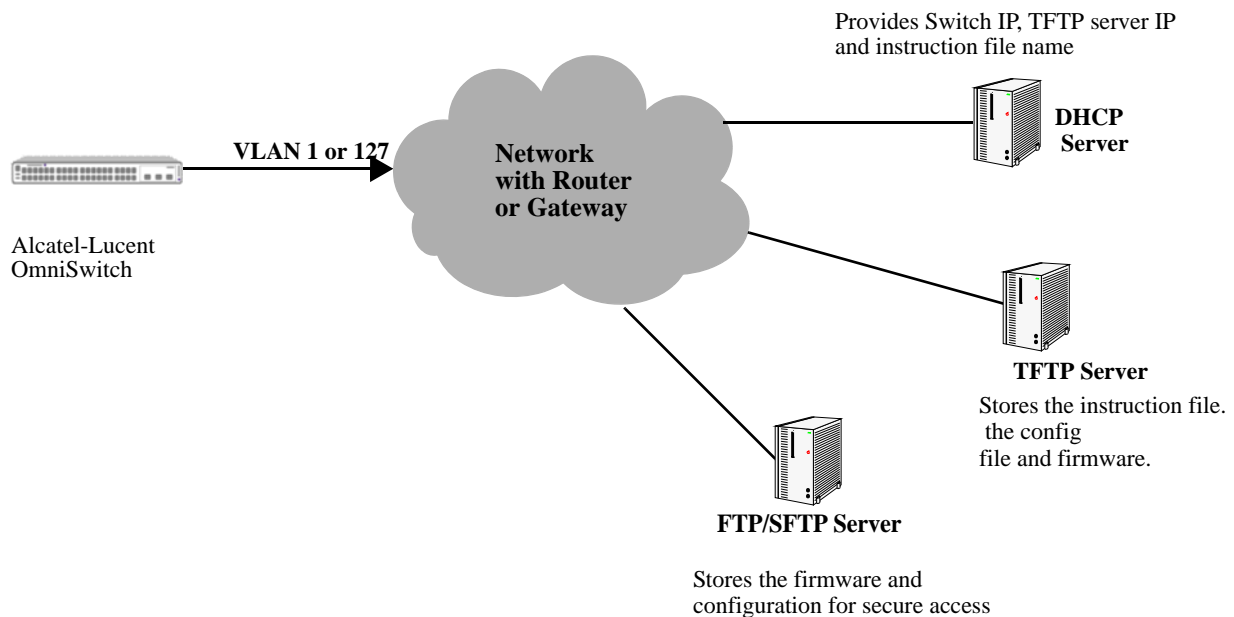 Provides Switch IP, TFTP server IP
and instruction file name
DHCP
Server
VLAN 1 or 127
Network
with Router
or Gateway
Alcatel-Lucent
OmniSwitch
TFTP Server
Stores the instruction file.
the config
file and firmware.
FTP/SFTP Server
Stores the firmware and
configuration for secure access